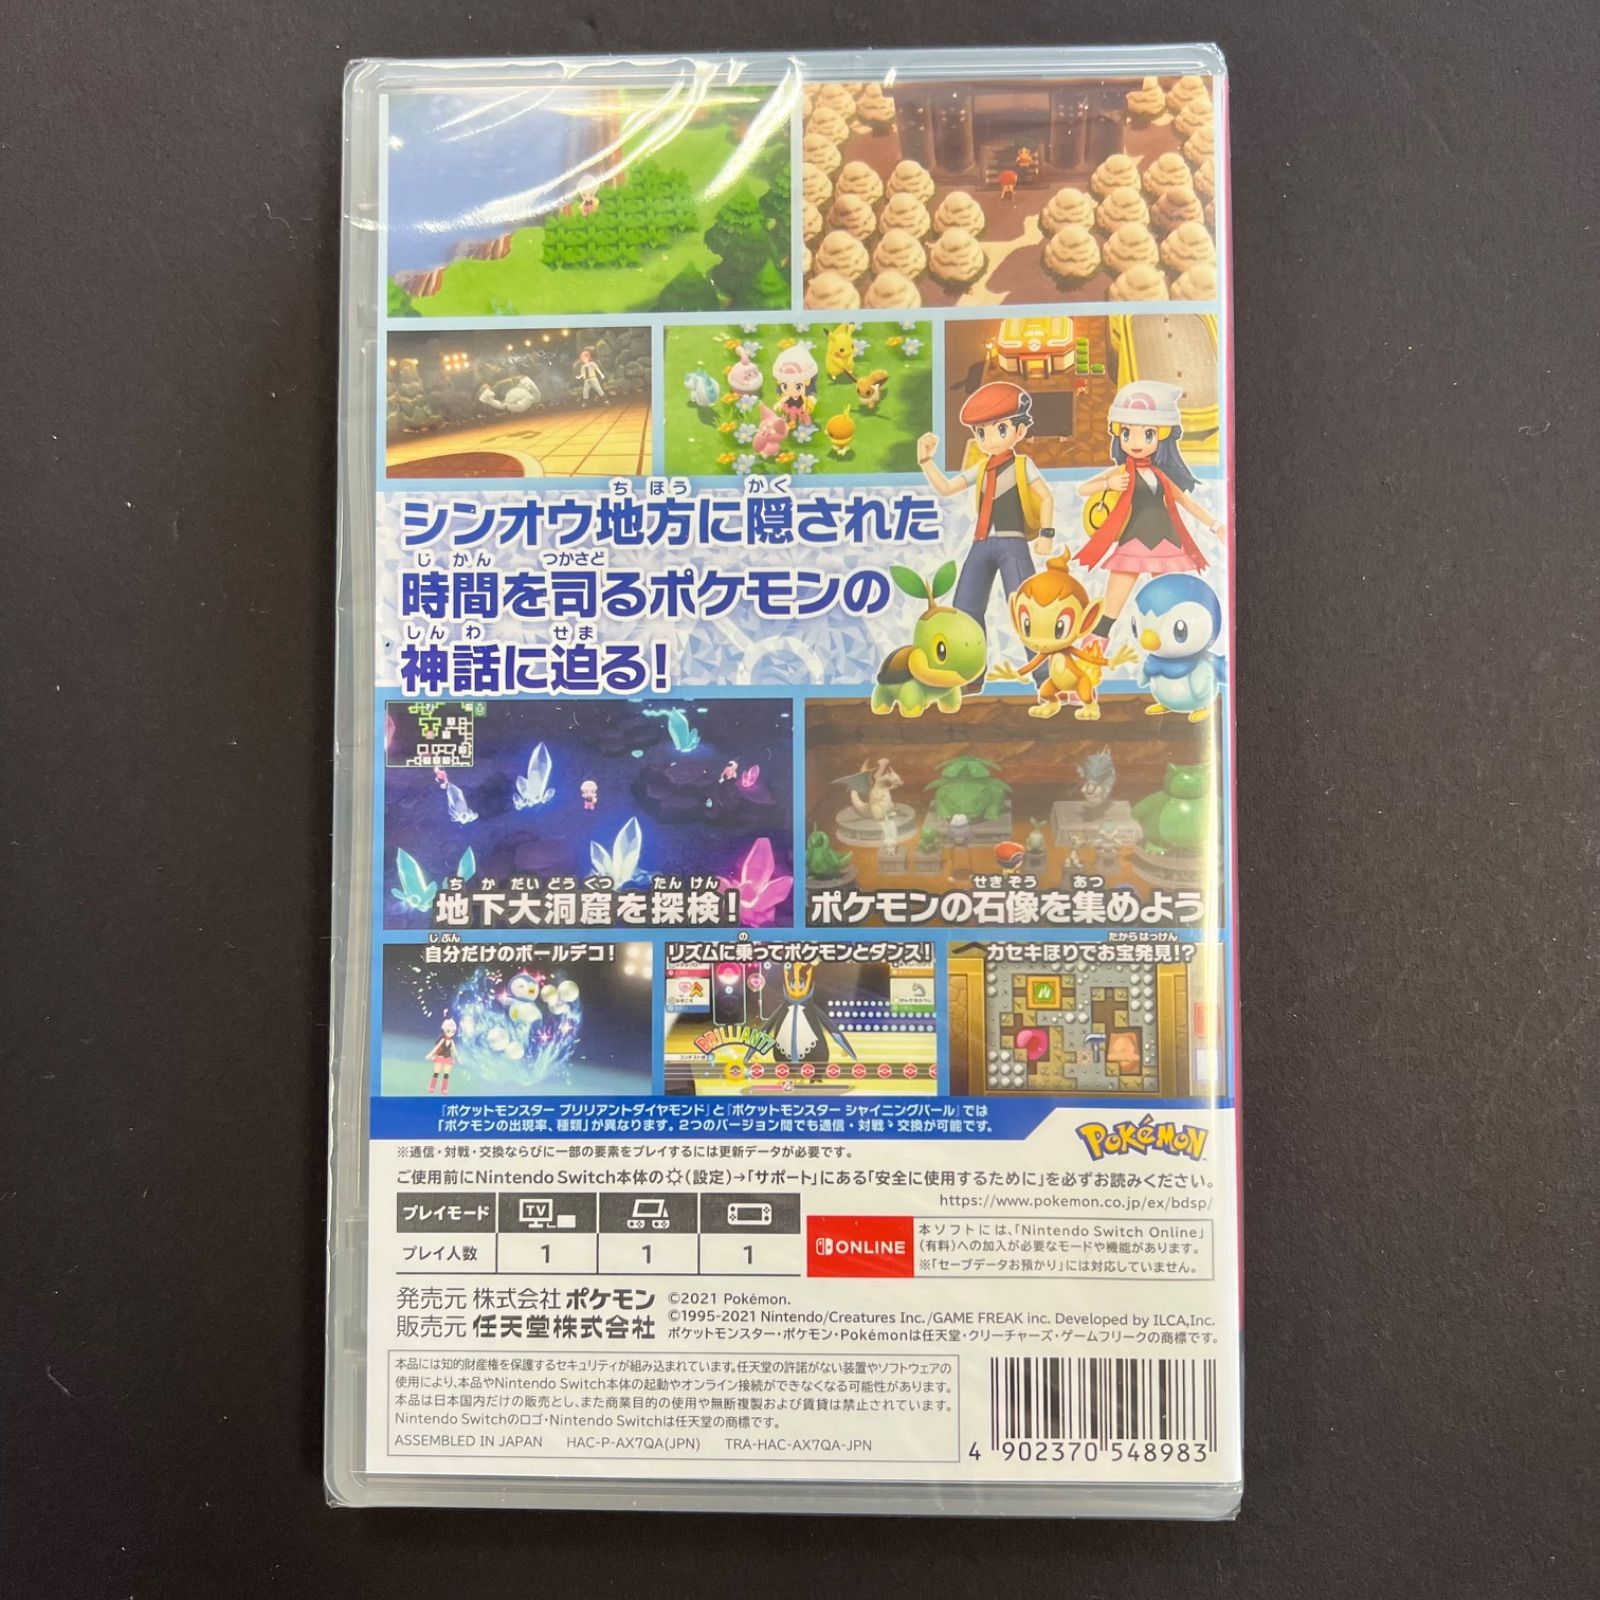 シンオウ地方に隠された
時間を司るポケモンの
神話に迫る!
地下大洞窟を探検!
ポケモンの石像を集めよう
自分だけのボールデコ!
リズムに乗ってポケモンとダンス!
カセキほりでお宝発見!?
BRILLIANT!
『ポケットモンスター ブリリアントダイヤモンド』と『ポケットモンスター シャイニングパール』では
「ポケモンの出現率、種類」が異なります。2つのバージョン間でも通信・対戦・交換が可能です。
POKéMON
※通信・対戦・交換ならびに一部の要素をプレイするには更新データが必要です。
ご使用前にNintendo Switch本体の(設定)→「サポート」にある「安全に使用するために」を必ずお読みください。
https://www.pokemon.co.jp/ex/bdsp/
プレイモード TV
プレイ人数 1 1 1
ONLINE
本ソフトには、「Nintendo Switch Online」
(有料)への加入が必要なモードや機能があります。
※「セーブデータお預かり」には対応していません。
発売元 株式会社 ポケモン
販売元 任天堂株式会社
©2021 Pokémon.
©1995-2021 Nintendo/Creatures Inc./GAME FREAK inc. Developed by ILCA,Inc.
ポケットモンスター・ポケモン・Pokémonは任天堂・クリーチャーズ・ゲームフリークの商標です。
本品には知的財産権を保護するセキュリティが組み込まれています。任天堂の許諾がない装置やソフトウェアの
使用により、本品やNintendo Switch本体の起動やオンライン接続ができなくなる可能性があります。
本品は日本国内だけの販売とし、また商業目的の使用や無断複製および賃貸は禁止されています。
Nintendo Switchのロゴ・Nintendo Switchは任天堂の商標です。
ASSEMBLED IN JAPAN HAC-P-AX7QA(JPN) TRA-HAC-AX7QA-JPN
4 902370 548983